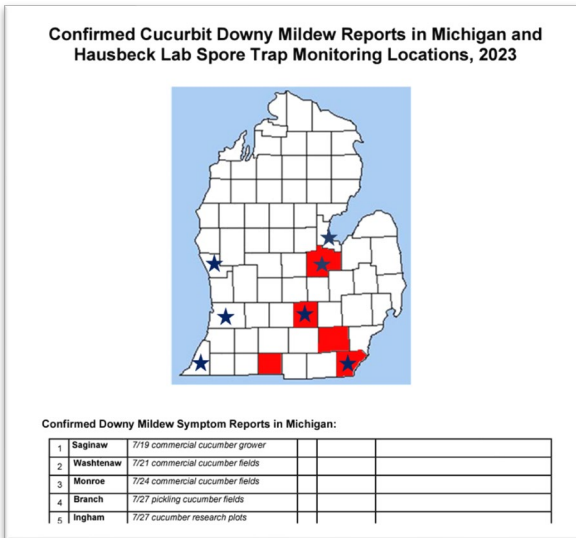 Confirmed Cucurbit Downy Mildew Reports in Michigan and
Hausbeck Lab Spore Trap Monitoring Locations, 2023
Confirmed Downy Mildew Symptom Reports in Michigan:
1 Saginaw 7/19 commercial cucumber grower
2 Washtenaw 7/21 commercial cucumber fields
3 Monroe 7/24 commercial cucumber fields
4 Branch 7/27 pickling cucumber fields
5 Ingham 7/27 cucumber research plots